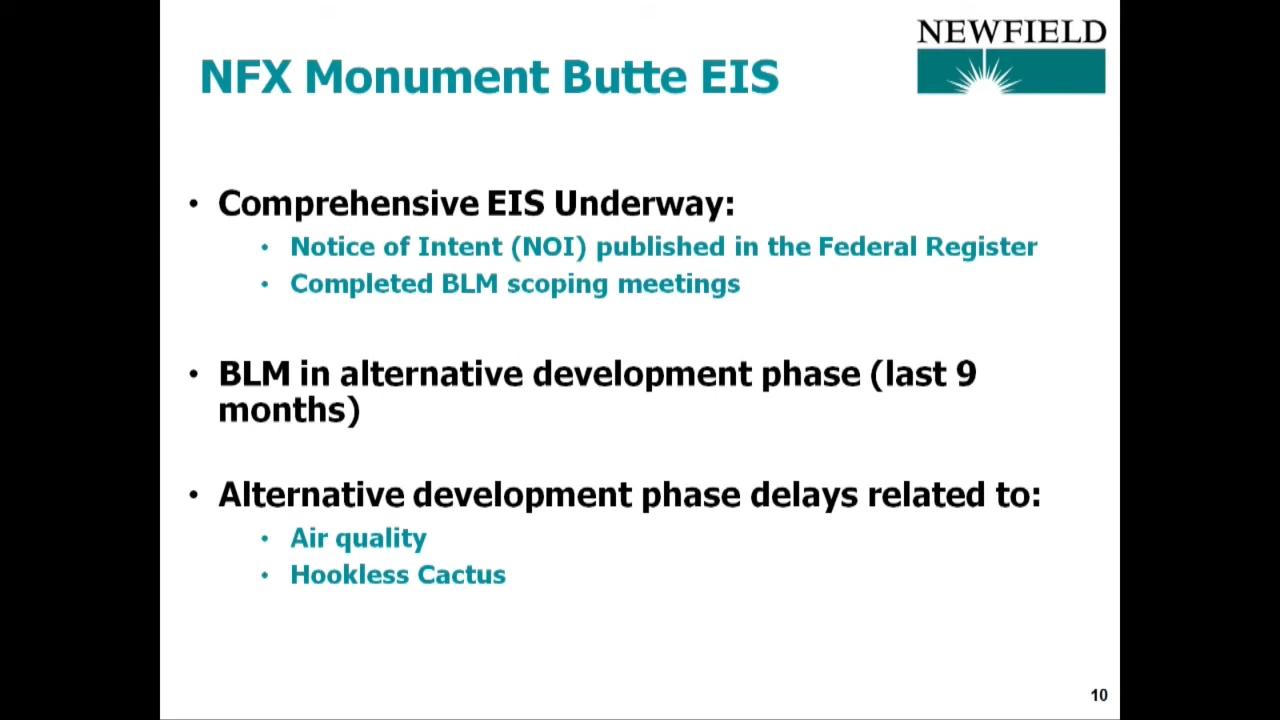 NEWFIELD
NFX Monument Butte EIS
• Comprehensive EIS Underway:
• Notice of Intent (NOI) published in the Federal Register
• Completed BLM scoping meetings
• BLM in alternative development phase (last 9
months)
• Alternative development phase delays related to:
• Air quality
• Hookless Cactus
10